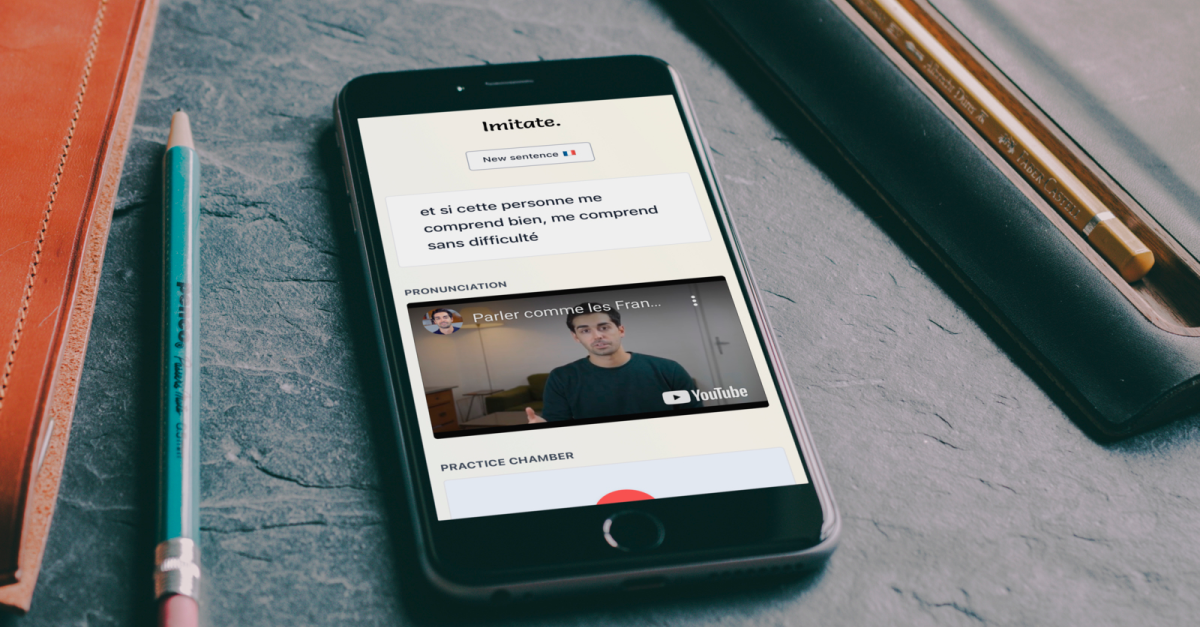 Imitate.
New sentence
et si cette personne me
comprend bien, me comprend
sans difficulté
PRONUNCIATION
Parler comme les Fran...
YouTube
PRACTICE CHAMBER